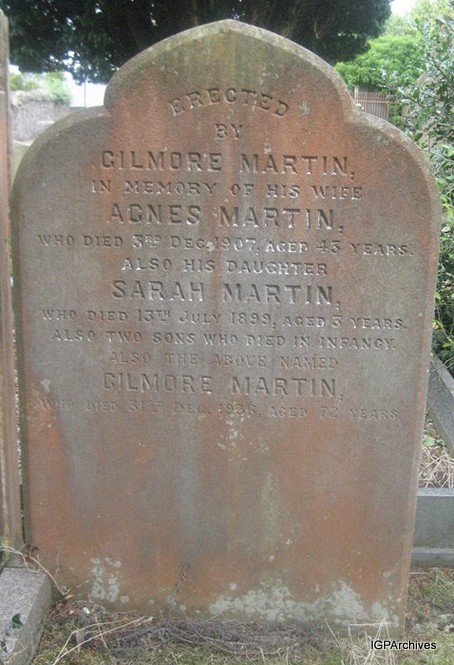 ERECTED
BY
GILMORE MARTIN,
IN MEMORY OF HIS WIFE
AGNES MARTIN,
WHO DIED 3RD DEC. 1907, AGED 43 YEARS.
ALSO HIS DAUGHTER
SARAH MARTIN,
WHO DIED 13TH JULY 1899, AGED 3 YEARS.
ALSO TWO SONS WHO DIED IN INFANCY.
ALSO THE ABOVE NAMED
GILMORE MARTIN,
WHO DIED 31ST DEC. AGED 72 YEARS.
IGPArchives